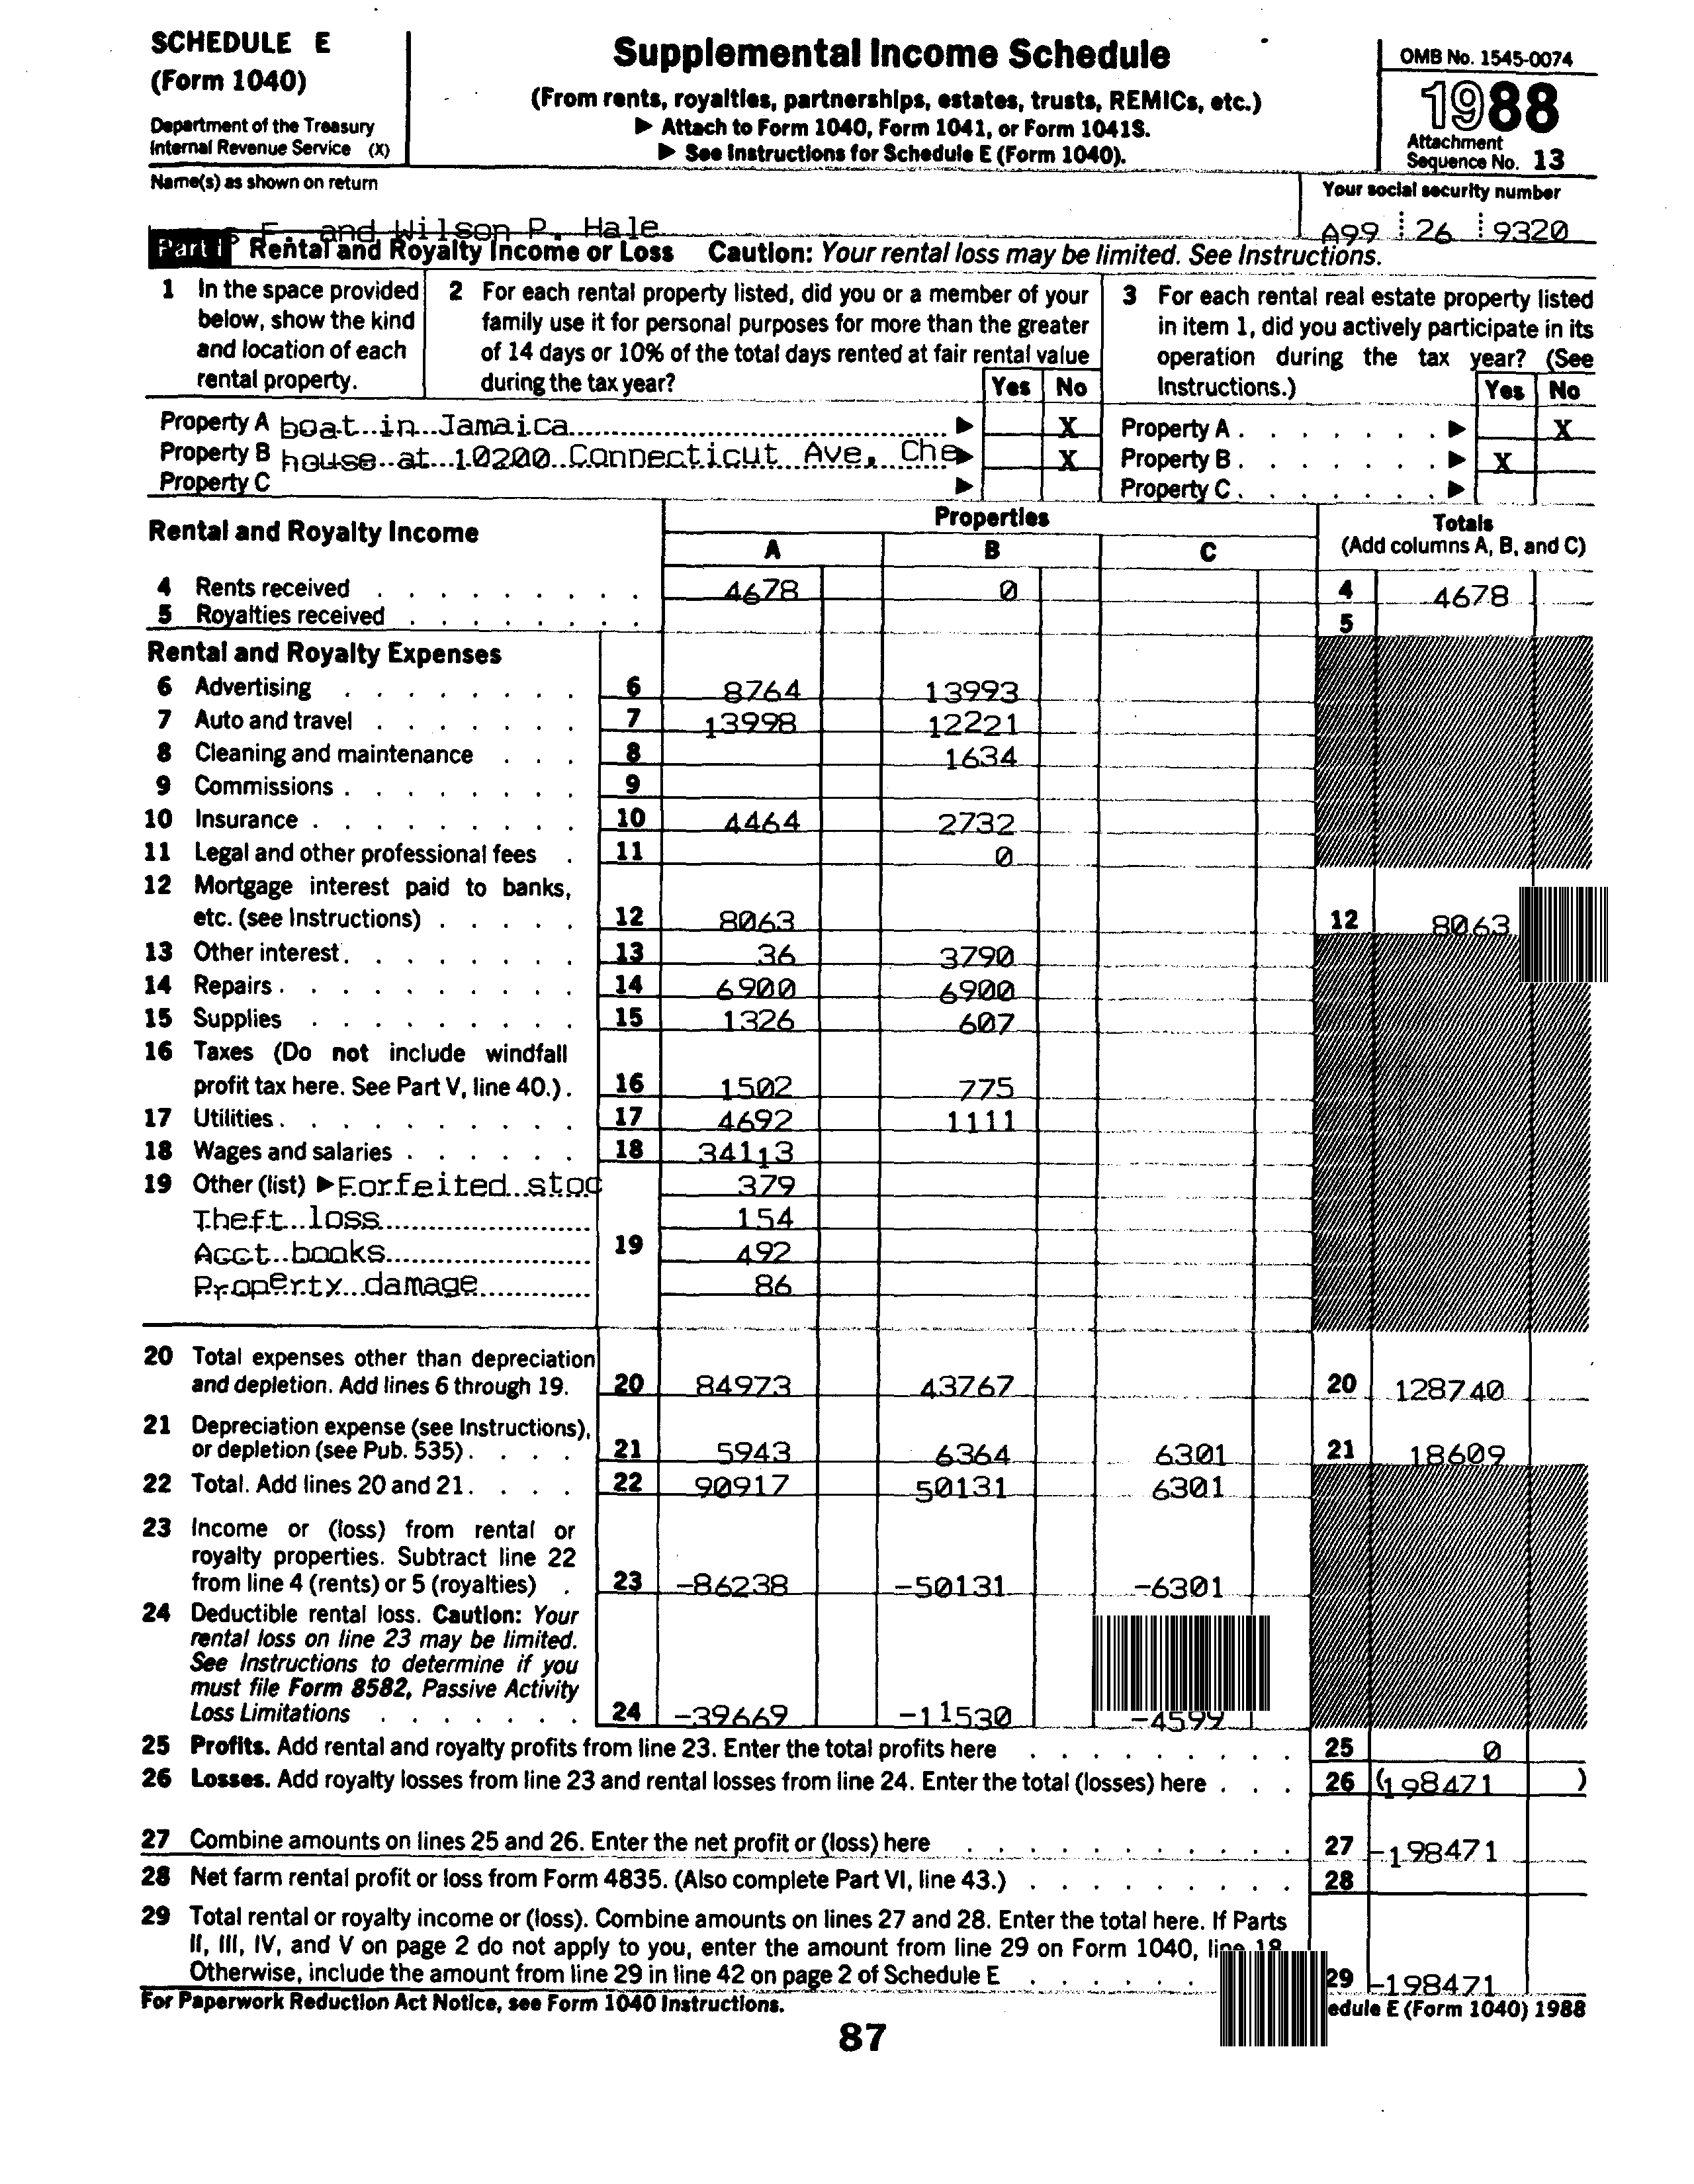 SCHEDULE E
(Form 1040)
Department of the Treasury
Internal Revenue Service (X)
Supplemental Income Schedule
(From rents, royalties, partnerships, estates, trusts, REMICs, etc.)
▶ Attach to Form 1040, Form 1041, or Form 1041S.
▶ See Instructions for Schedule E (Form 1040).
OMB No. 1545-0074
1988
Attachment
Sequence No. 13
Name(s) as shown on return
Your social security number
F. and Wilson P. Hale
A99 26 9320
Part I Rental and Royalty Income or Loss Caution: Your rental loss may be limited. See Instructions.
1 In the space provided
below, show the kind
and location of each
rental property.
2 For each rental property listed, did you or a member of your
family use it for personal purposes for more than the greater
of 14 days or 10% of the total days rented at fair rental value
during the tax year?
Yes No
3 For each rental real estate property listed
in item 1, did you actively participate in its
operation during the tax year? (See
Instructions.)
Yes No
Property A boat in Jamaica ▶ X Property A ▶ X
Property B house at 10200 Connecticut Ave, Che ▶ X Property B ▶ X
Property C ▶ Property C ▶
Rental and Royalty Income
Properties
A B C
Totals
(Add columns A, B, and C)
4 Rents received 4678 0 4 4678
5 Royalties received 5
Rental and Royalty Expenses
6 Advertising 6 8764 13993
7 Auto and travel 7 13998 12221
8 Cleaning and maintenance 8 1634
9 Commissions 9
10 Insurance 10 4464 2732
11 Legal and other professional fees 11 0
12 Mortgage interest paid to banks,
etc. (see Instructions) 12 8063 12 8063
13 Other interest 13 36 3790
14 Repairs 14 6900 6900
15 Supplies 15 1326 607
16 Taxes (Do not include windfall
profit tax here. See Part V, line 40.) 16 1502 775
17 Utilities 17 4692 1111
18 Wages and salaries 18 34113
19 Other (list) ▶ Forfeited stoc 379
Theft loss 154
Acct books 19 492
Property damage 86
20 Total expenses other than depreciation
and depletion. Add lines 6 through 19. 20 84973 43767 20 128740
21 Depreciation expense (see Instructions),
or depletion (see Pub. 535) 21 5943 6364 6301 21 18609
22 Total. Add lines 20 and 21 22 90917 50131 6301
23 Income or (loss) from rental or
royalty properties. Subtract line 22
from line 4 (rents) or 5 (royalties) 23 -86238 -50131 -6301
24 Deductible rental loss. Caution: Your
rental loss on line 23 may be limited.
See Instructions to determine if you
must file Form 8582, Passive Activity
Loss Limitations 24 -39669 -11530 -4599
25 Profits. Add rental and royalty profits from line 23. Enter the total profits here 25 0
26 Losses. Add royalty losses from line 23 and rental losses from line 24. Enter the total (losses) here 26 (198471 )
27 Combine amounts on lines 25 and 26. Enter the net profit or (loss) here 27 -198471
28 Net farm rental profit or loss from Form 4835. (Also complete Part VI, line 43.) 28
29 Total rental or royalty income or (loss). Combine amounts on lines 27 and 28. Enter the total here. If Parts
II, III, IV, and V on page 2 do not apply to you, enter the amount from line 29 on Form 1040, line 18
Otherwise, include the amount from line 29 in line 42 on page 2 of Schedule E 29 -198471
For Paperwork Reduction Act Notice, see Form 1040 Instructions.
edule E (Form 1040) 1988
87